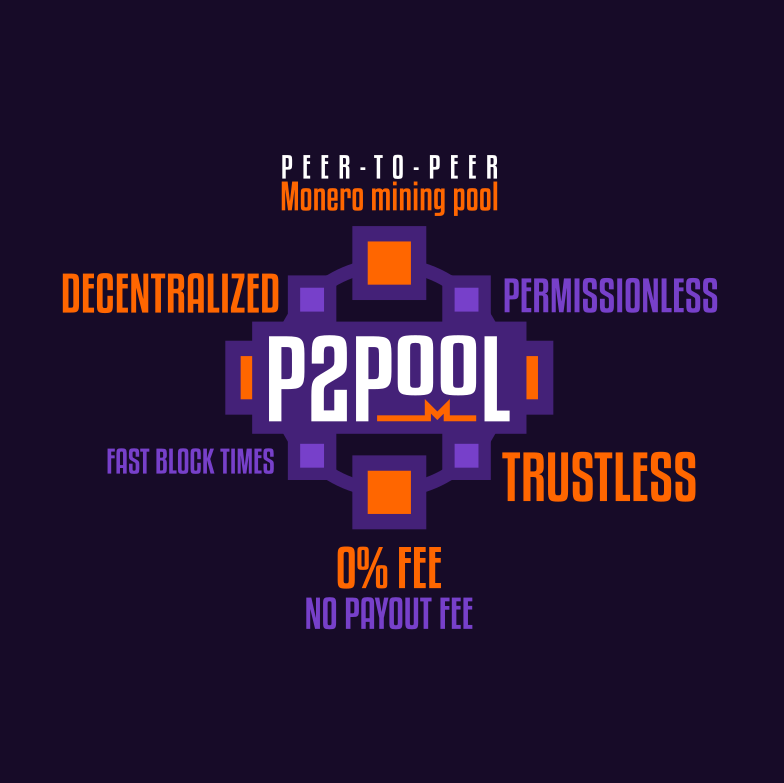 PEER-TO-PEER
Monero mining pool
DECENTRALIZED
PERMISSIONLESS
P2POOL
FAST BLOCK TIMES
TRUSTLESS
0% FEE
NO PAYOUT FEE